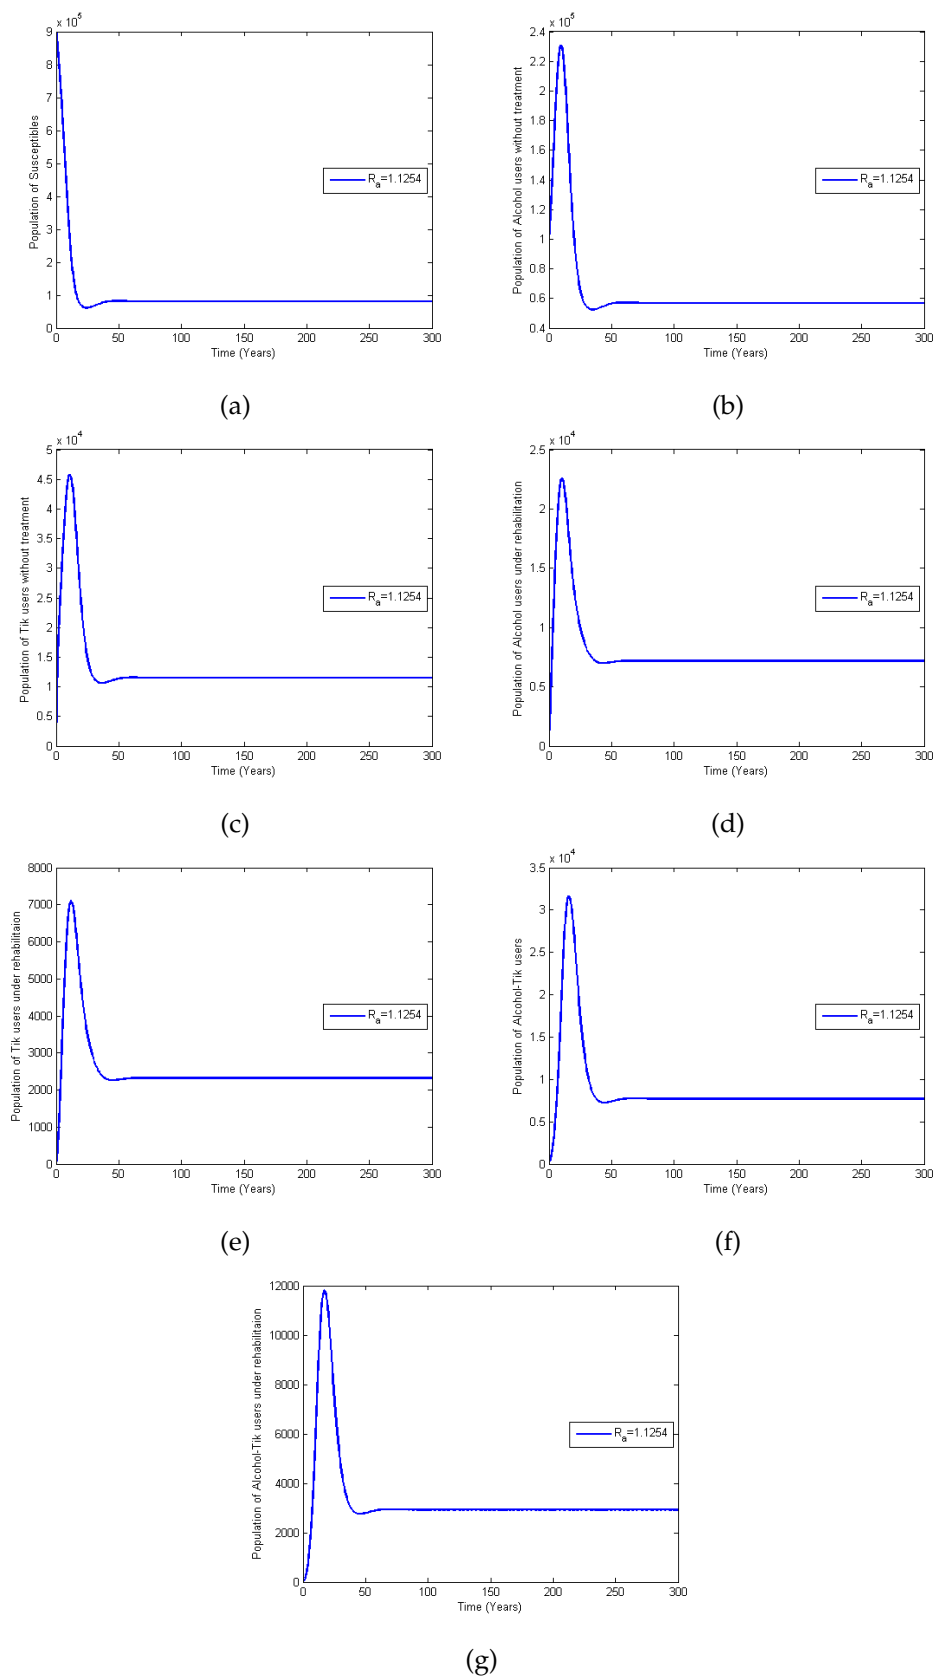 x 10^5
9
8
7
6
5
4
3
2
1
0
0 50 100 150 200 250 300
Population of Susceptibles
Time (Years)
R_a=1.1254
(a)
x 10^5
2.4
2.2
2
1.8
1.6
1.4
1.2
1
0.8
0.6
0.4
0 50 100 150 200 250 300
Population of Alcohol users without treatment
Time (Years)
R_a=1.1254
(b)
x 10^4
5
4.5
4
3.5
3
2.5
2
1.5
1
0.5
0
0 50 100 150 200 250 300
Population of Tik users without treatment
Time (Years)
R_a=1.1254
(c)
x 10^4
2.5
2
1.5
1
0.5
0
0 50 100 150 200 250 300
Population of Alcohol users under rehabilitation
Time (Years)
R_a=1.1254
(d)
8000
7000
6000
5000
4000
3000
2000
1000
0
0 50 100 150 200 250 300
Population of Tik users under rehabilitaion
Time (Years)
R_a=1.1254
(e)
x 10^4
3.5
3
2.5
2
1.5
1
0.5
0
0 50 100 150 200 250 300
Population of Alcohol-Tik users
Time (Years)
R_a=1.1254
(f)
12000
10000
8000
6000
4000
2000
0
0 50 100 150 200 250 300
Population of Alcohol-Tik users under rehabilitaion
Time (Years)
R_a=1.1254
(g)